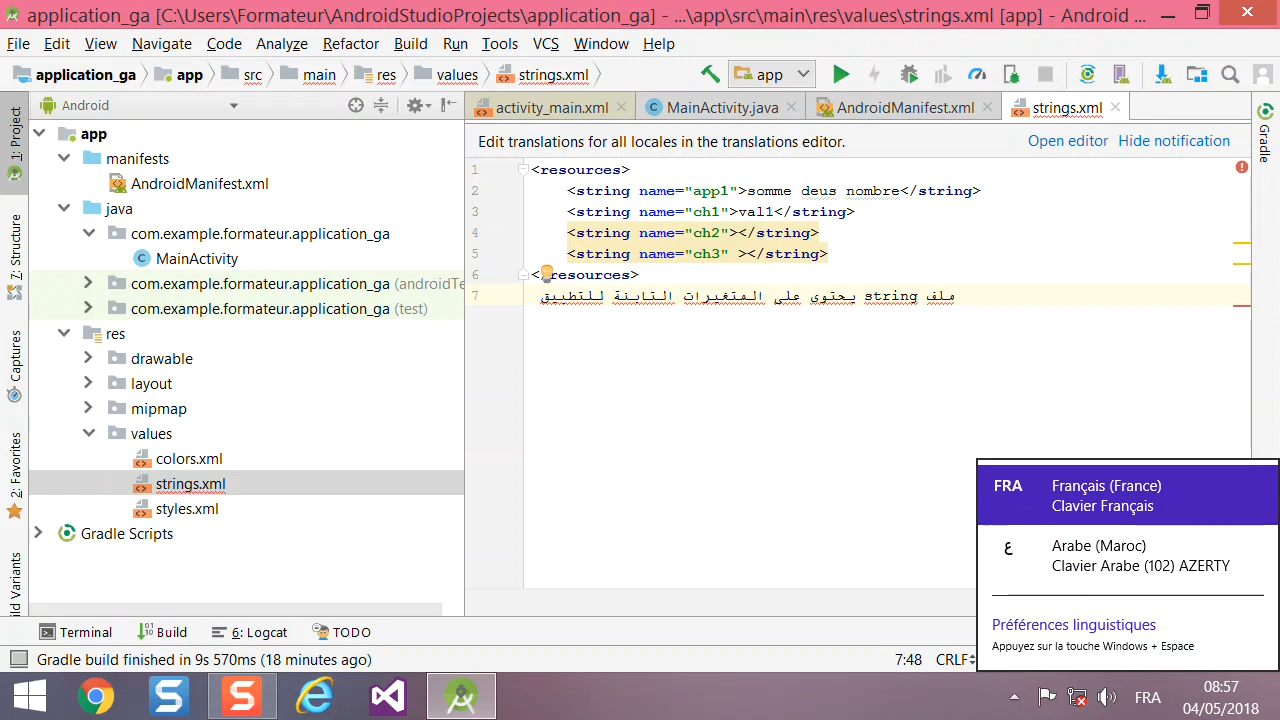 application_ga [C:\Users\Formateur\AndroidStudioProjects\application_ga] - ...\app\src\main\res\values\strings.xml [app] - Android ...
File Edit View Navigate Code Analyze Refactor Build Run Tools VCS Window Help
application_ga app src main res values strings.xml app
Android
activity_main.xml MainActivity.java AndroidManifest.xml strings.xml
Edit translations for all locales in the translations editor. Open editor Hide notification
1: Project
7: Structure
Captures
2: Favorites
ild Variants
Gradle
app
manifests
AndroidManifest.xml
java
com.example.formateur.application_ga
MainActivity
com.example.formateur.application_ga (androidTe
com.example.formateur.application_ga (test)
res
drawable
layout
mipmap
values
colors.xml
strings.xml
styles.xml
Gradle Scripts
1 <resources>
2 <string name="app1">somme deus nombre</string>
3 <string name="ch1">val1</string>
4 <string name="ch2"></string>
5 <string name="ch3" ></string>
6 </resources>
7 ملف string يحتوي على المتغيرات الثابتة للتطبيق
FRA Français (France)
Clavier Français
ع Arabe (Maroc)
Clavier Arabe (102) AZERTY
Préférences linguistiques
Appuyez sur la touche Windows + Espace
Terminal Build 6: Logcat TODO
Gradle build finished in 9s 570ms (18 minutes ago) 7:48 CRLF
FRA
08:57
04/05/2018